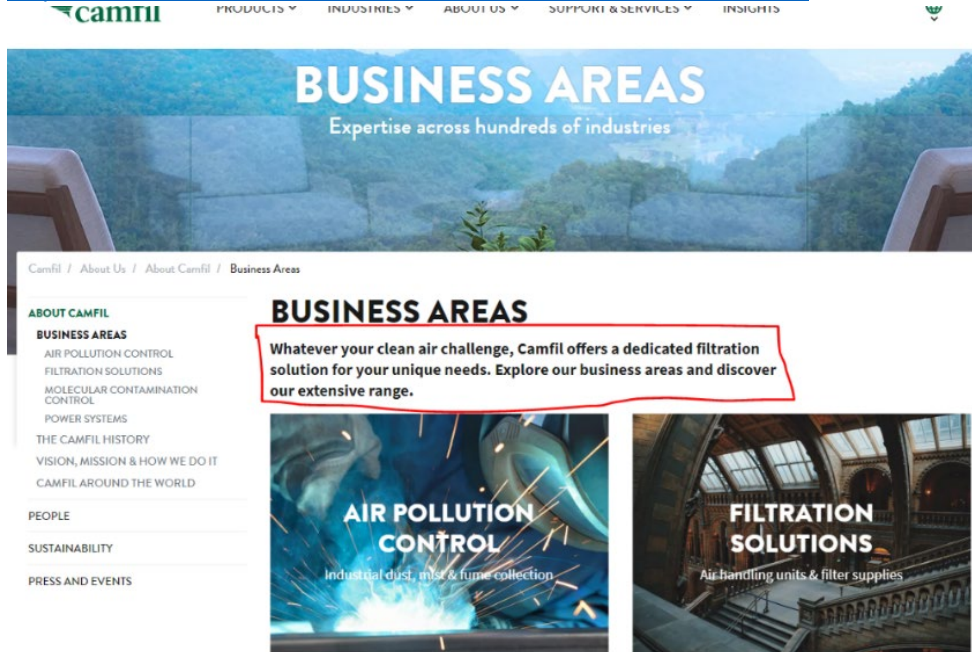 camfil
PRODUCTS
INDUSTRIES
ABOUT US
SUPPORT & SERVICES
INSIGHTS
BUSINESS AREAS
Expertise across hundreds of industries
Camfil / About Us / About Camfil / Business Areas
ABOUT CAMFIL
BUSINESS AREAS
AIR POLLUTION CONTROL
FILTRATION SOLUTIONS
MOLECULAR CONTAMINATION
CONTROL
POWER SYSTEMS
THE CAMFIL HISTORY
VISION, MISSION & HOW WE DO IT
CAMFIL AROUND THE WORLD
PEOPLE
SUSTAINABILITY
PRESS AND EVENTS
BUSINESS AREAS
Whatever your clean air challenge, Camfil offers a dedicated filtration
solution for your unique needs. Explore our business areas and discover
our extensive range.
AIR POLLUTION
CONTROL
Industrial dust, mist & fume collection
FILTRATION
SOLUTIONS
Air handling units & filter supplies